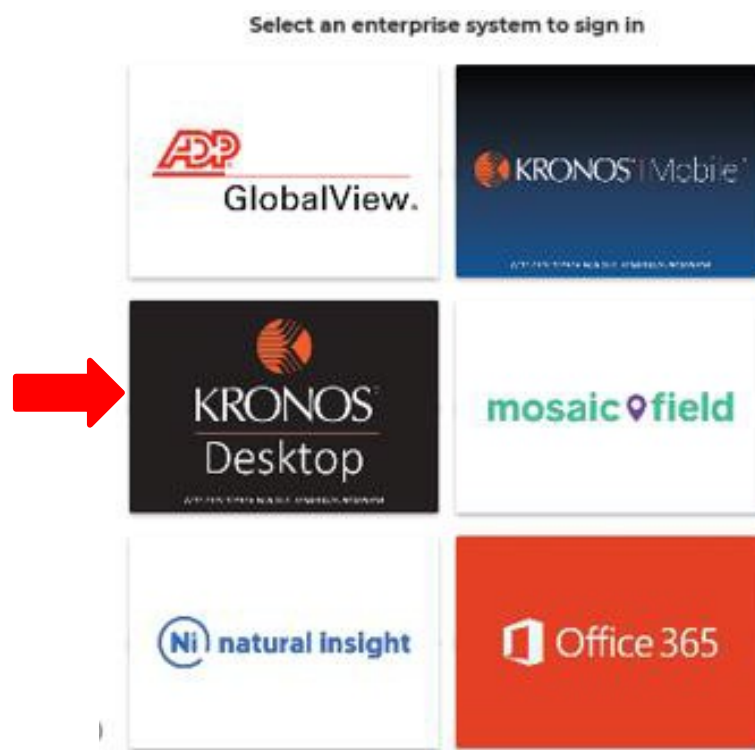 Select an enterprise system to sign in
ADP
GlobalView.
KRONOS Mobile
KRONOS
Desktop
mosaic field
Ni natural insight
Office 365